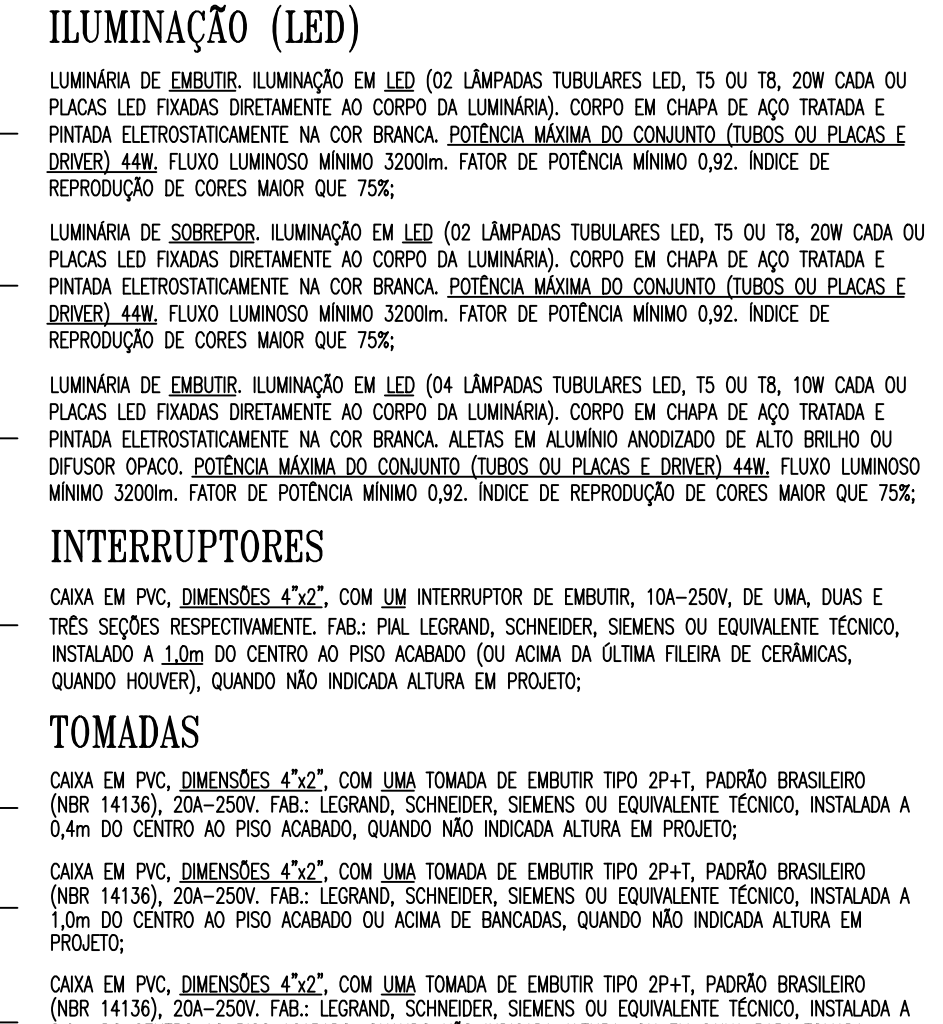 ILUMINAÇÃO (LED)
LUMINÁRIA DE EMBUTIR. ILUMINAÇÃO EM LED (02 LÂMPADAS TUBULARES LED, T5 OU T8, 20W CADA OU
PLACAS LED FIXADAS DIRETAMENTE AO CORPO DA LUMINÁRIA). CORPO EM CHAPA DE AÇO TRATADA E
PINTADA ELETROSTATICAMENTE NA COR BRANCA. POTÊNCIA MÁXIMA DO CONJUNTO (TUBOS OU PLACAS E
DRIVER) 44W. FLUXO LUMINOSO MÍNIMO 3200lm. FATOR DE POTÊNCIA MÍNIMO 0,92. ÍNDICE DE
REPRODUÇÃO DE CORES MAIOR QUE 75%;
LUMINÁRIA DE SOBREPOR. ILUMINAÇÃO EM LED (02 LÂMPADAS TUBULARES LED, T5 OU T8, 20W CADA OU
PLACAS LED FIXADAS DIRETAMENTE AO CORPO DA LUMINÁRIA). CORPO EM CHAPA DE AÇO TRATADA E
PINTADA ELETROSTATICAMENTE NA COR BRANCA. POTÊNCIA MÁXIMA DO CONJUNTO (TUBOS OU PLACAS E
DRIVER) 44W. FLUXO LUMINOSO MÍNIMO 3200lm. FATOR DE POTÊNCIA MÍNIMO 0,92. ÍNDICE DE
REPRODUÇÃO DE CORES MAIOR QUE 75%;
LUMINÁRIA DE EMBUTIR. ILUMINAÇÃO EM LED (04 LÂMPADAS TUBULARES LED, T5 OU T8, 10W CADA OU
PLACAS LED FIXADAS DIRETAMENTE AO CORPO DA LUMINÁRIA). CORPO EM CHAPA DE AÇO TRATADA E
PINTADA ELETROSTATICAMENTE NA COR BRANCA. ALETAS EM ALUMÍNIO ANODIZADO DE ALTO BRILHO OU
DIFUSOR OPACO. POTÊNCIA MÁXIMA DO CONJUNTO (TUBOS OU PLACAS E DRIVER) 44W. FLUXO LUMINOSO
MÍNIMO 3200lm. FATOR DE POTÊNCIA MÍNIMO 0,92. ÍNDICE DE REPRODUÇÃO DE CORES MAIOR QUE 75%;
INTERRUPTORES
CAIXA EM PVC, DIMENSÕES 4"x2", COM UM INTERRUPTOR DE EMBUTIR, 10A-250V, DE UMA, DUAS E
TRÊS SEÇÕES RESPECTIVAMENTE. FAB.: PIAL LEGRAND, SCHNEIDER, SIEMENS OU EQUIVALENTE TÉCNICO,
INSTALADO A 1,0m DO CENTRO AO PISO ACABADO (OU ACIMA DA ÚLTIMA FILEIRA DE CERÂMICAS,
QUANDO HOUVER), QUANDO NÃO INDICADA ALTURA EM PROJETO;
TOMADAS
CAIXA EM PVC, DIMENSÕES 4"x2", COM UMA TOMADA DE EMBUTIR TIPO 2P+T, PADRÃO BRASILEIRO
(NBR 14136), 20A-250V. FAB.: LEGRAND, SCHNEIDER, SIEMENS OU EQUIVALENTE TÉCNICO, INSTALADA A
0,4m DO CENTRO AO PISO ACABADO, QUANDO NÃO INDICADA ALTURA EM PROJETO;
CAIXA EM PVC, DIMENSÕES 4"x2", COM UMA TOMADA DE EMBUTIR TIPO 2P+T, PADRÃO BRASILEIRO
(NBR 14136), 20A-250V. FAB.: LEGRAND, SCHNEIDER, SIEMENS OU EQUIVALENTE TÉCNICO, INSTALADA A
1,0m DO CENTRO AO PISO ACABADO OU ACIMA DE BANCADAS, QUANDO NÃO INDICADA ALTURA EM
PROJETO;
CAIXA EM PVC, DIMENSÕES 4"x2", COM UMA TOMADA DE EMBUTIR TIPO 2P+T, PADRÃO BRASILEIRO
(NBR 14136), 20A-250V. FAB.: LEGRAND, SCHNEIDER, SIEMENS OU EQUIVALENTE TÉCNICO, INSTALADA A